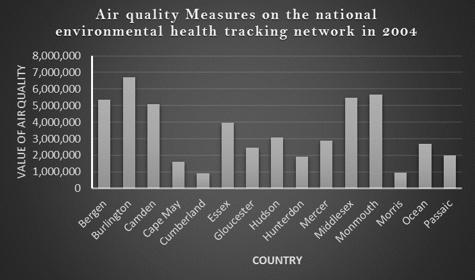 Air quality Measures on the national
environmental health tracking network in 2004
VALUE OF AIR QUALITY
8,000,000
7,000,000
6,000,000
5,000,000
4,000,000
3,000,000
2,000,000
1,000,000
0
Bergen
Burlington
Camden
Cape May
Cumberland
Essex
Gloucester
Hudson
Hunterdon
Mercer
Middlesex
Monmouth
Morris
Ocean
Passaic
COUNTRY